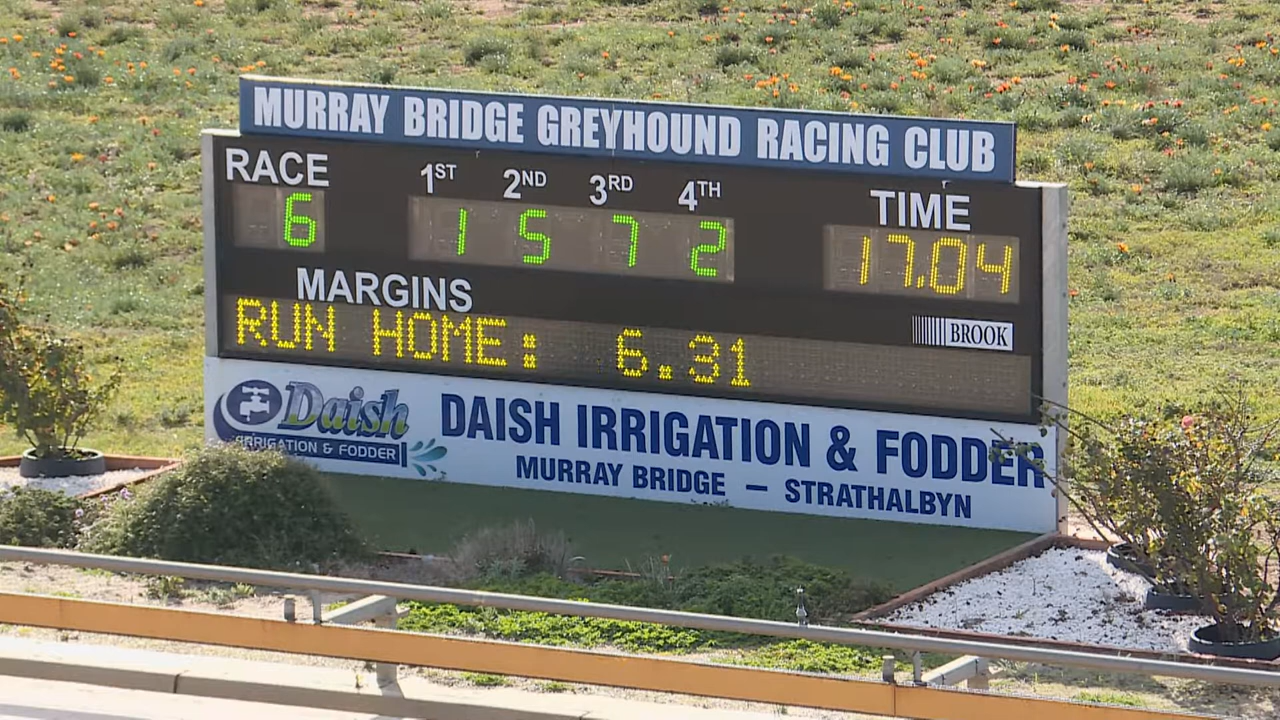 MURRAY BRIDGE GREYHOUND RACING CLUB
RACE 1ST 2ND 3RD 4TH TIME
6 1 5 7 2 17.04
MARGINS
BROOK
RUN HOME: 6.31
Daish
IRRIGATION & FODDER
DAISH IRRIGATION & FODDER
MURRAY BRIDGE – STRATHALBYN